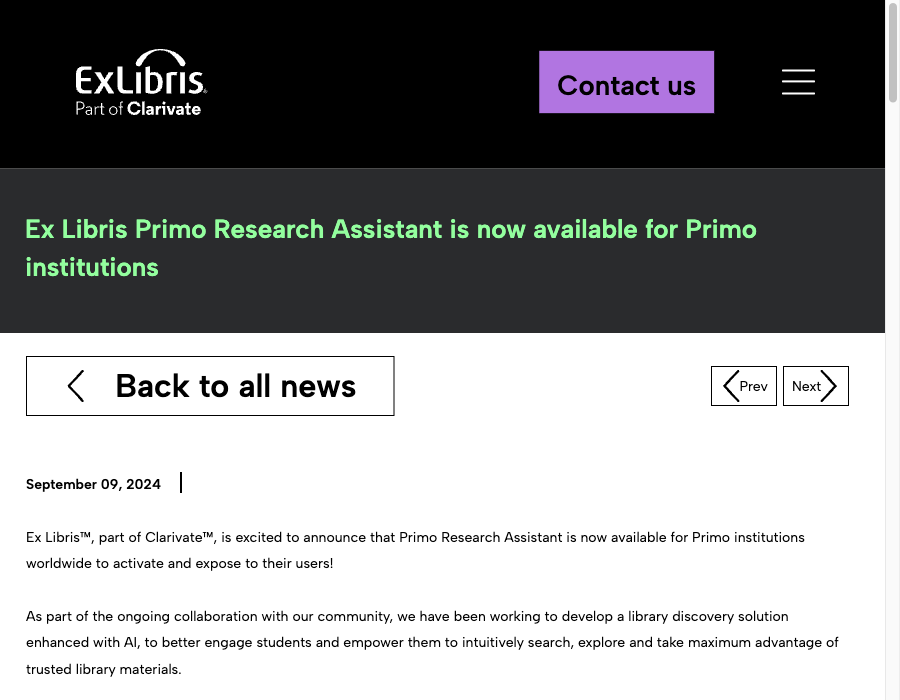 ExLibris®
Part of Clarivate
Contact us
Ex Libris Primo Research Assistant is now available for Primo
institutions
Back to all news
Prev
Next
September 09, 2024
Ex Libris™, part of Clarivate™, is excited to announce that Primo Research Assistant is now available for Primo institutions
worldwide to activate and expose to their users!
As part of the ongoing collaboration with our community, we have been working to develop a library discovery solution
enhanced with AI, to better engage students and empower them to intuitively search, explore and take maximum advantage of
trusted library materials.